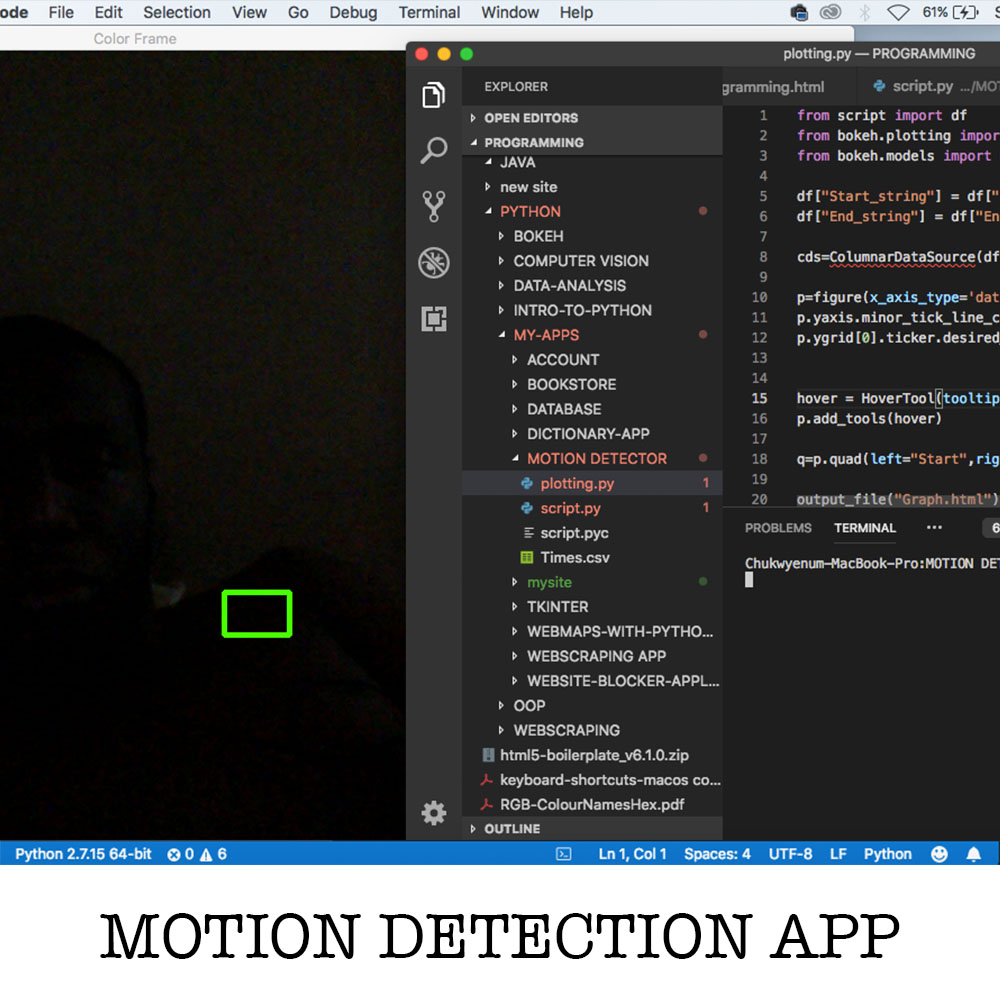 ode File Edit Selection View Go Debug Terminal Window Help 61%
Color Frame
plotting.py — PROGRAMMING
EXPLORER
OPEN EDITORS
PROGRAMMING
JAVA
new site
PYTHON
BOKEH
COMPUTER VISION
DATA-ANALYSIS
INTRO-TO-PYTHON
MY-APPS
ACCOUNT
BOOKSTORE
DATABASE
DICTIONARY-APP
MOTION DETECTOR
plotting.py 1
script.py 1
script.pyc
Times.csv
mysite
TKINTER
WEBMAPS-WITH-PYTHO...
WEBSCRAPING APP
WEBSITE-BLOCKER-APPL...
OOP
WEBSCRAPING
html5-boilerplate_v6.1.0.zip
keyboard-shortcuts-macos co...
RGB-ColourNamesHex.pdf
OUTLINE
gramming.html script.py .../MOT
1 from script import df
2 from bokeh.plotting impor
3 from bokeh.models import
4
5 df["Start_string"] = df["
6 df["End_string"] = df["En
7
8 cds=ColumnarDataSource(df
9
10 p=figure(x_axis_type='dat
11 p.yaxis.minor_tick_line_c
12 p.ygrid[0].ticker.desired_
13
14
15 hover = HoverTool(tooltip
16 p.add_tools(hover)
17
18 q=p.quad(left="Start",rig
19
20 output_file("Graph.html")
PROBLEMS TERMINAL ... 6
Chukwyenum-MacBook-Pro:MOTION DET
Python 2.7.15 64-bit 0 6 Ln 1, Col 1 Spaces: 4 UTF-8 LF Python
MOTION DETECTION APP